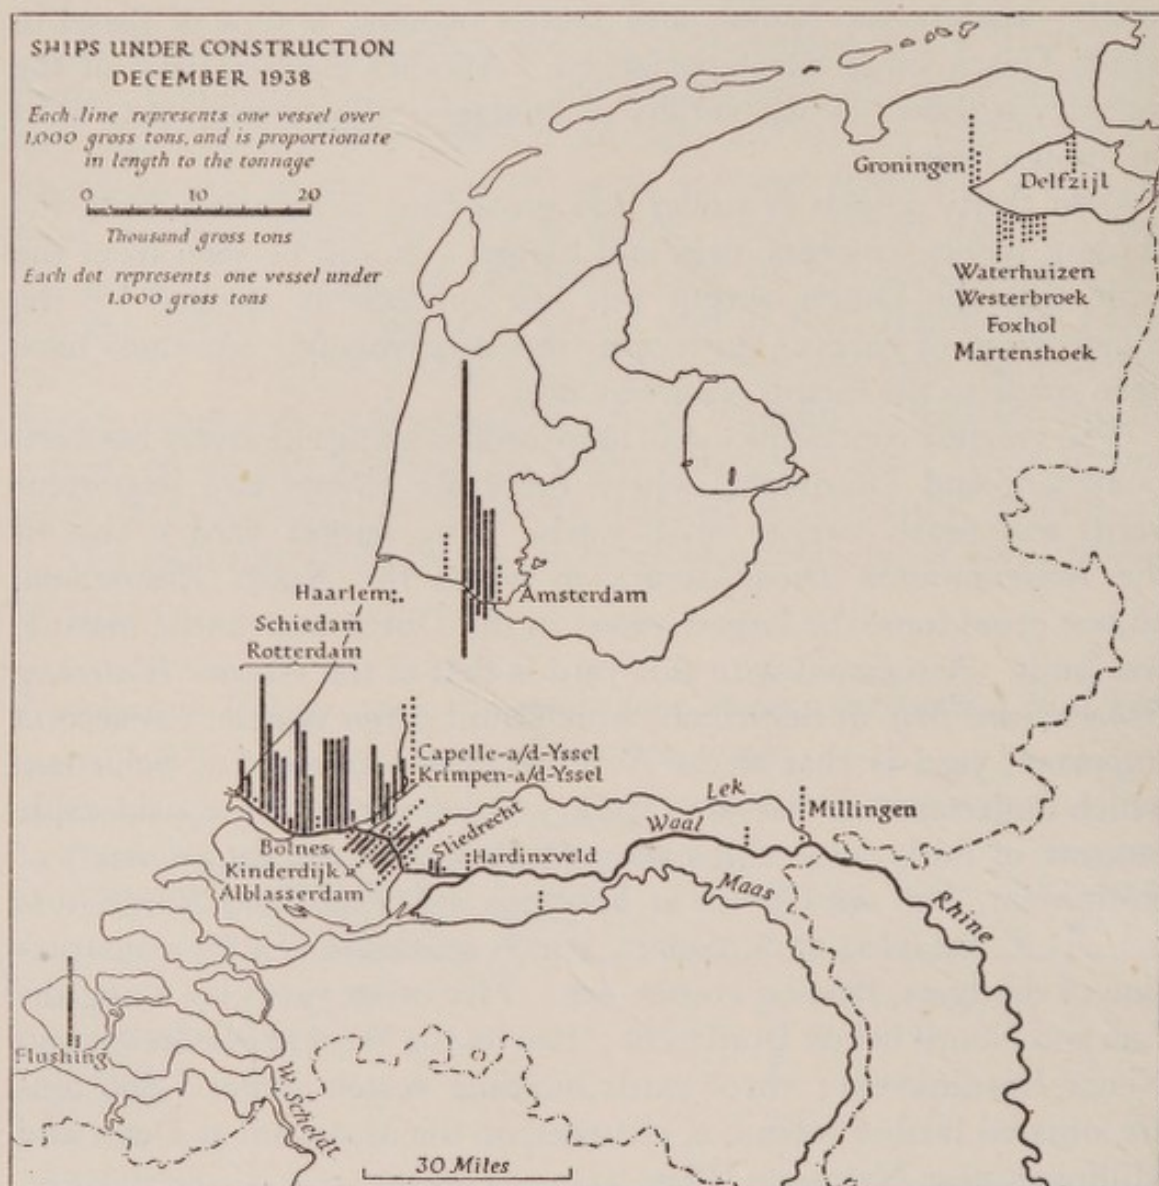 SHIPS UNDER CONSTRUCTION
DECEMBER 1938
Each line represents one vessel over
1,000 gross tons, and is proportionate
in length to the tonnage
0 10 20
Thousand gross tons
Each dot represents one vessel under
1,000 gross tons
Groningen
Delfzijl
Waterhuizen
Westerbroek
Foxhol
Martenshoek
Haarlem
Amsterdam
Schiedam
Rotterdam
Capelle-a/d-Yssel
Krimpen-a/d-Yssel
Lek
Millingen
Waal
Sliedrecht
Bolnes
Hardinxveld
Kinderdijk
Alblasserdam
Maas
Rhine
Flushing
W. Scheldt
30 Miles